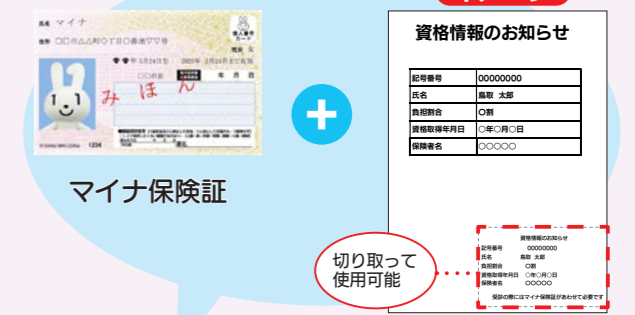 氏名 マイナ
住所 □□市△△町○丁目○番地▽▽号
個人番号
カード
性別 女
年 月 日
みほん
署名
1234
マイナ保険証
資格情報のお知らせ
記号番号 00000000
氏名 鳥取 太郎
負担割合 ○割
資格取得年月日 ○年○月○日
保険者名 ○○○○○
切り取って
使用可能
資格情報のお知らせ
記号番号 00000000
氏名 鳥取 太郎
負担割合 ○割
資格取得年月日 ○年○月○日
保険者名 ○○○○○
受診の際にはマイナ保険証があわせて必要です